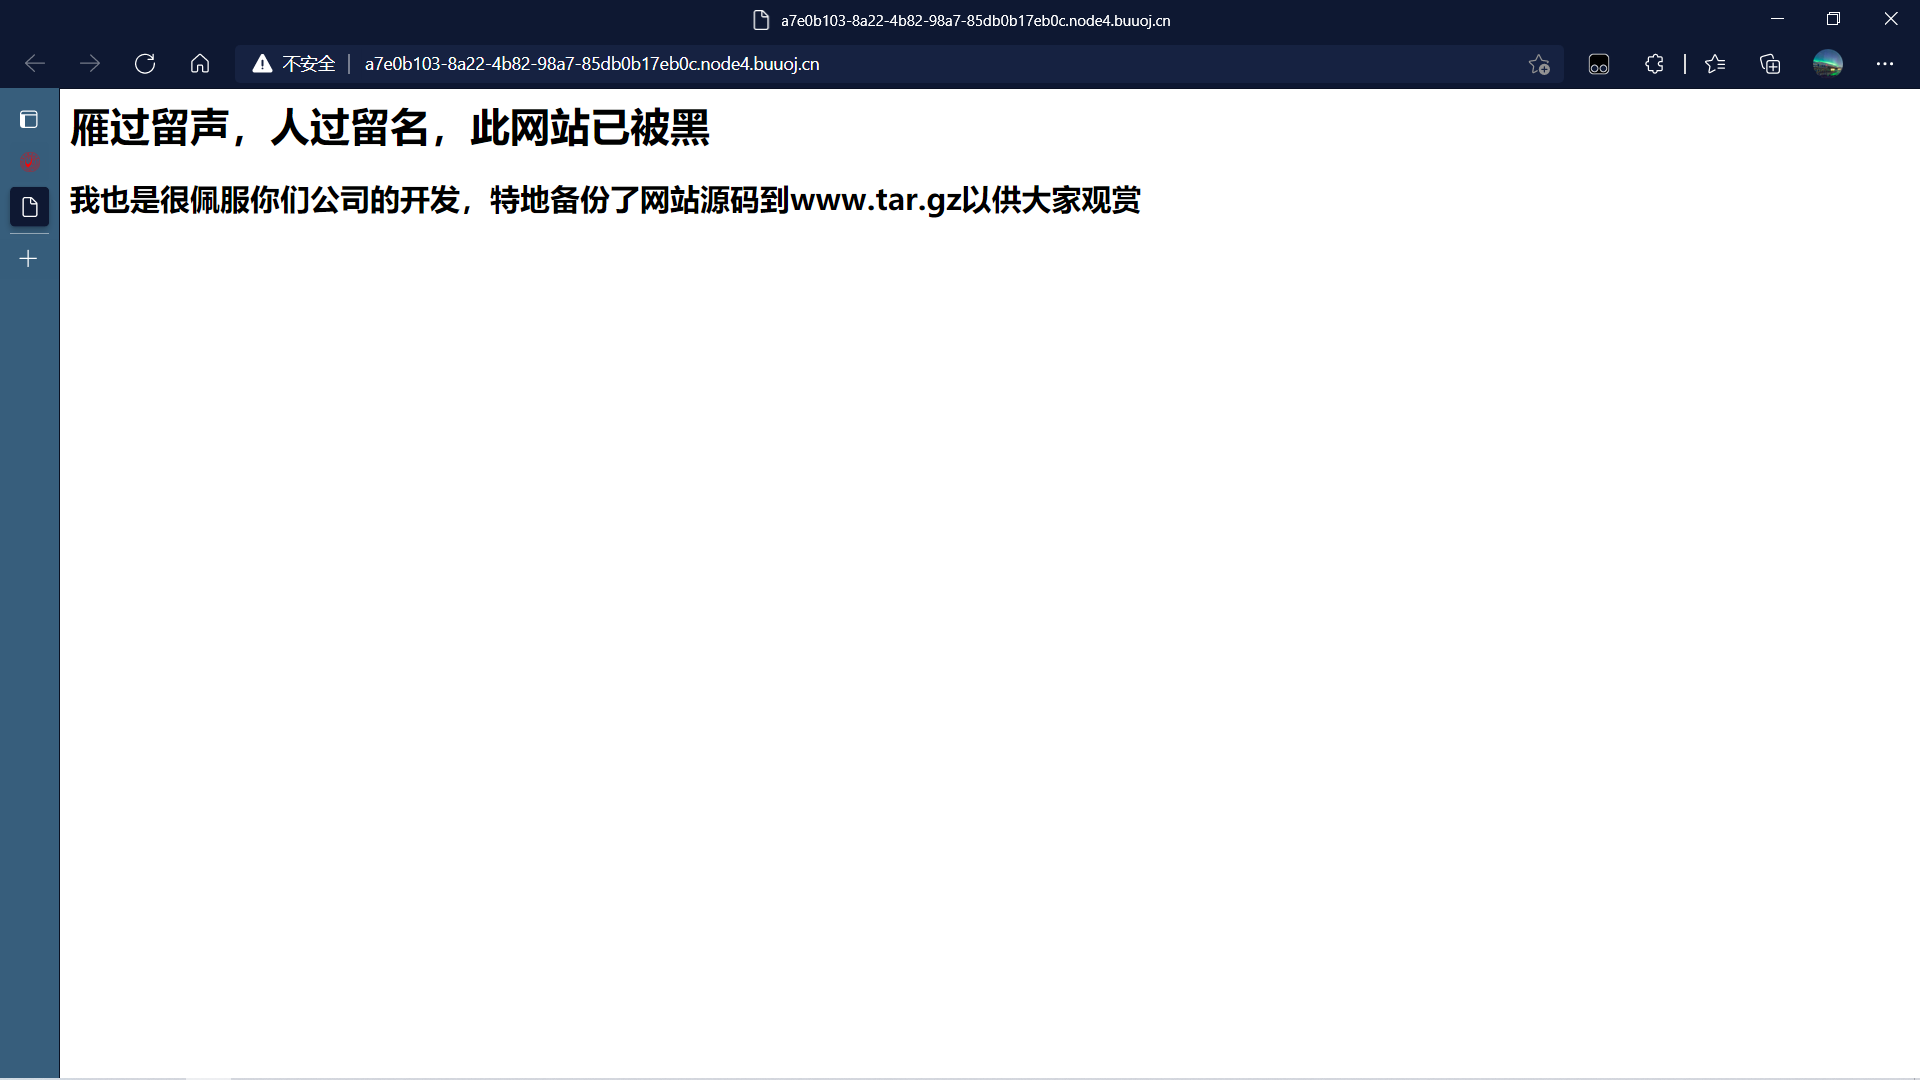 a7e0b103-8a22-4b82-98a7-85db0b17eb0c.node4.buuoj.cn
不安全 a7e0b103-8a22-4b82-98a7-85db0b17eb0c.node4.buuoj.cn
雁过留声，人过留名，此网站已被黑
我也是很佩服你们公司的开发，特地备份了网站源码到www.tar.gz以供大家观赏